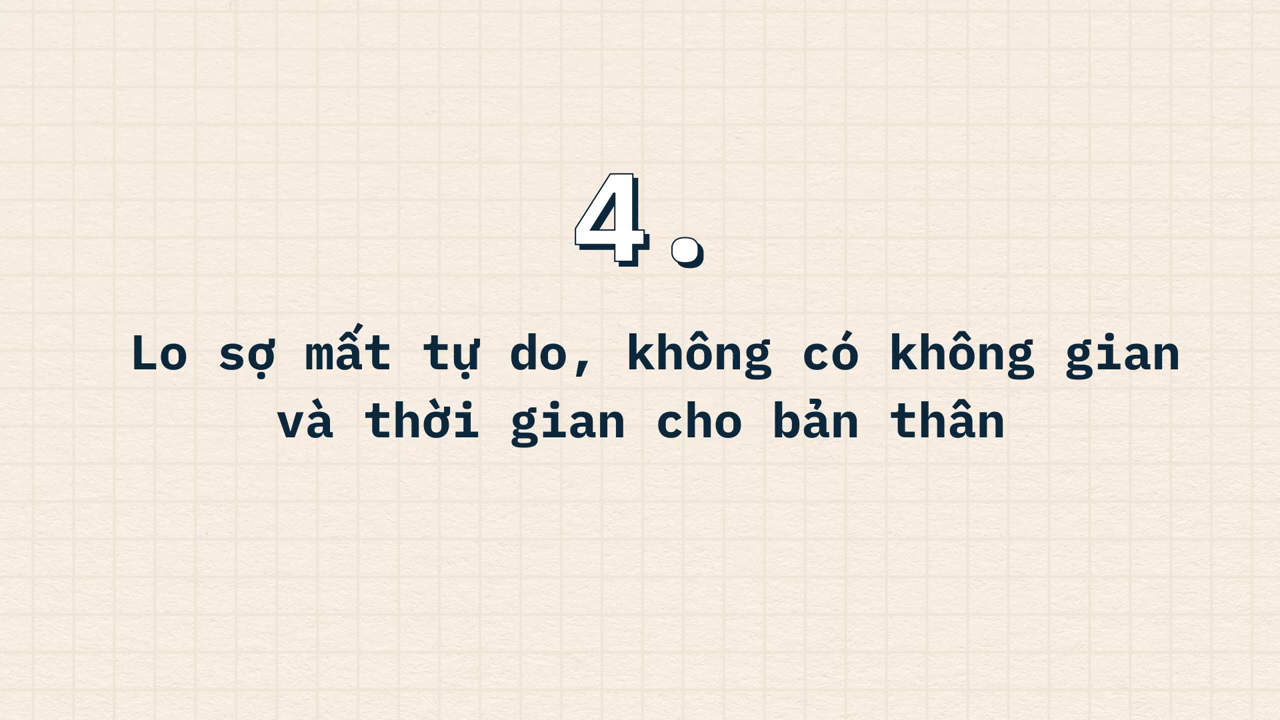 4.
Lo sợ mất tự do, không có không gian
và thời gian cho bản thân